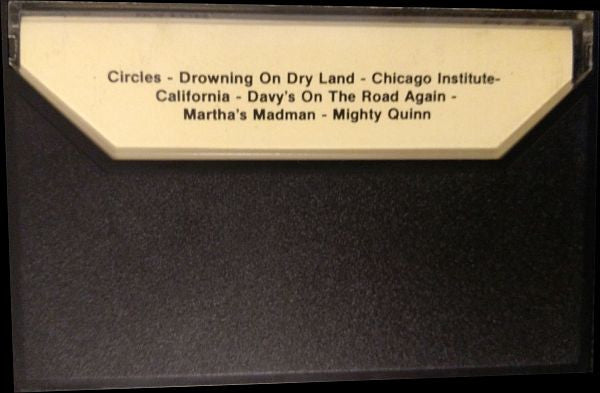 Circles - Drowning On Dry Land - Chicago Institute-
California - Davy's On The Road Again -
Martha's Madman - Mighty Quinn